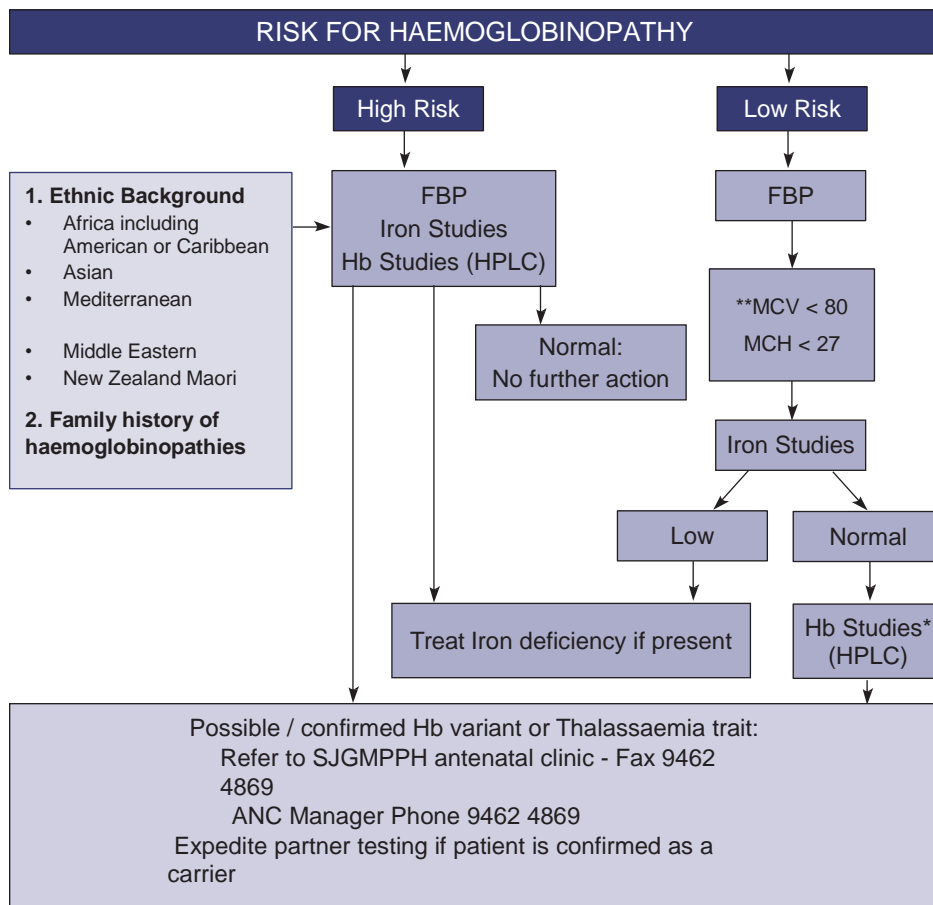 RISK FOR HAEMOGLOBINOPATHY
High Risk
Low Risk
1. Ethnic Background
• Africa including
American or Caribbean
• Asian
• Mediterranean
• Middle Eastern
• New Zealand Maori
2. Family history of
haemoglobinopathies
FBP
Iron Studies
Hb Studies (HPLC)
FBP
Normal:
No further action
**MCV < 80
MCH < 27
Iron Studies
Low
Normal
Treat Iron deficiency if present
Hb Studies*
(HPLC)
Possible / confirmed Hb variant or Thalassaemia trait:
Refer to SJGMPPH antenatal clinic - Fax 9462
4869
ANC Manager Phone 9462 4869
Expedite partner testing if patient is confirmed as a
carrier